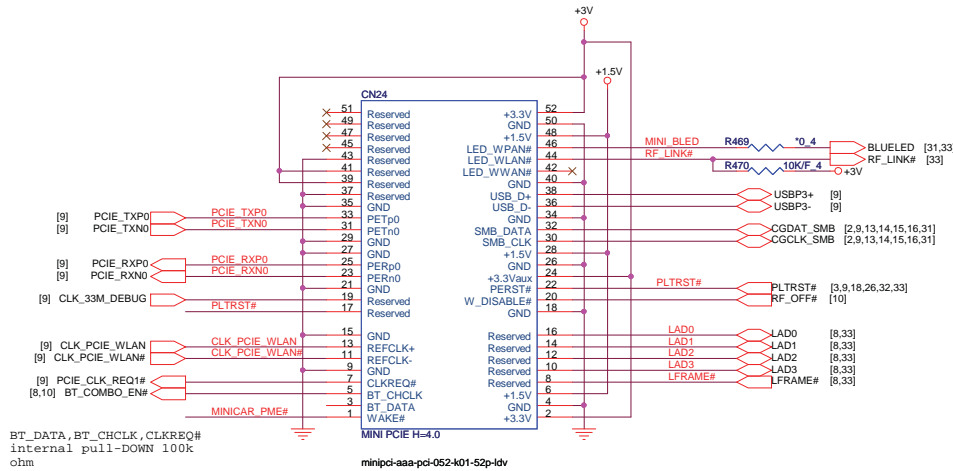 +3V
+1.5V
CN24
51 Reserved +3.3V 52
49 Reserved GND 50
47 Reserved +1.5V 48
45 Reserved LED_WPAN# 46 MINI_BLED R469 *0_4 BLUELED [31,33]
43 Reserved LED_WLAN# 44 RF_LINK# RF_LINK# [33]
41 Reserved LED_WWAN# 42 R470 10K/F_4 +3V
39 Reserved GND 40
37 Reserved USB_D+ 38 USBP3+ [9]
35 GND USB_D- 36 USBP3- [9]
[9] PCIE_TXP0 PCIE_TXP0 33 PETp0 GND 34
[9] PCIE_TXN0 PCIE_TXN0 31 PETn0 SMB_DATA 32 CGDAT_SMB [2,9,13,14,15,16,31]
29 GND SMB_CLK 30 CGCLK_SMB [2,9,13,14,15,16,31]
27 GND +1.5V 28
[9] PCIE_RXP0 PCIE_RXP0 25 PERp0 GND 26
[9] PCIE_RXN0 PCIE_RXN0 23 PERn0 +3.3Vaux 24
21 GND PERST# 22 PLTRST# PLTRST# [3,9,18,26,32,33]
[9] CLK_33M_DEBUG 19 Reserved W_DISABLE# 20 RF_OFF# [10]
PLTRST# 17 Reserved GND 18
15 GND Reserved 16 LAD0 LAD0 [8,33]
[9] CLK_PCIE_WLAN CLK_PCIE_WLAN 13 REFCLK+ Reserved 14 LAD1 LAD1 [8,33]
[9] CLK_PCIE_WLAN# CLK_PCIE_WLAN# 11 REFCLK- Reserved 12 LAD2 LAD2 [8,33]
9 GND Reserved 10 LAD3 LAD3 [8,33]
[9] PCIE_CLK_REQ1# 7 CLKREQ# Reserved 8 LFRAME# LFRAME# [8,33]
[8,10] BT_COMBO_EN# 5 BT_CHCLK +1.5V 6
3 BT_DATA GND 4
MINICAR_PME# 1 WAKE# +3.3V 2
MINI PCIE H=4.0
BT_DATA,BT_CHCLK,CLKREQ#
internal pull-DOWN 100k
ohm
minipci-aaa-pci-052-k01-52p-ldv